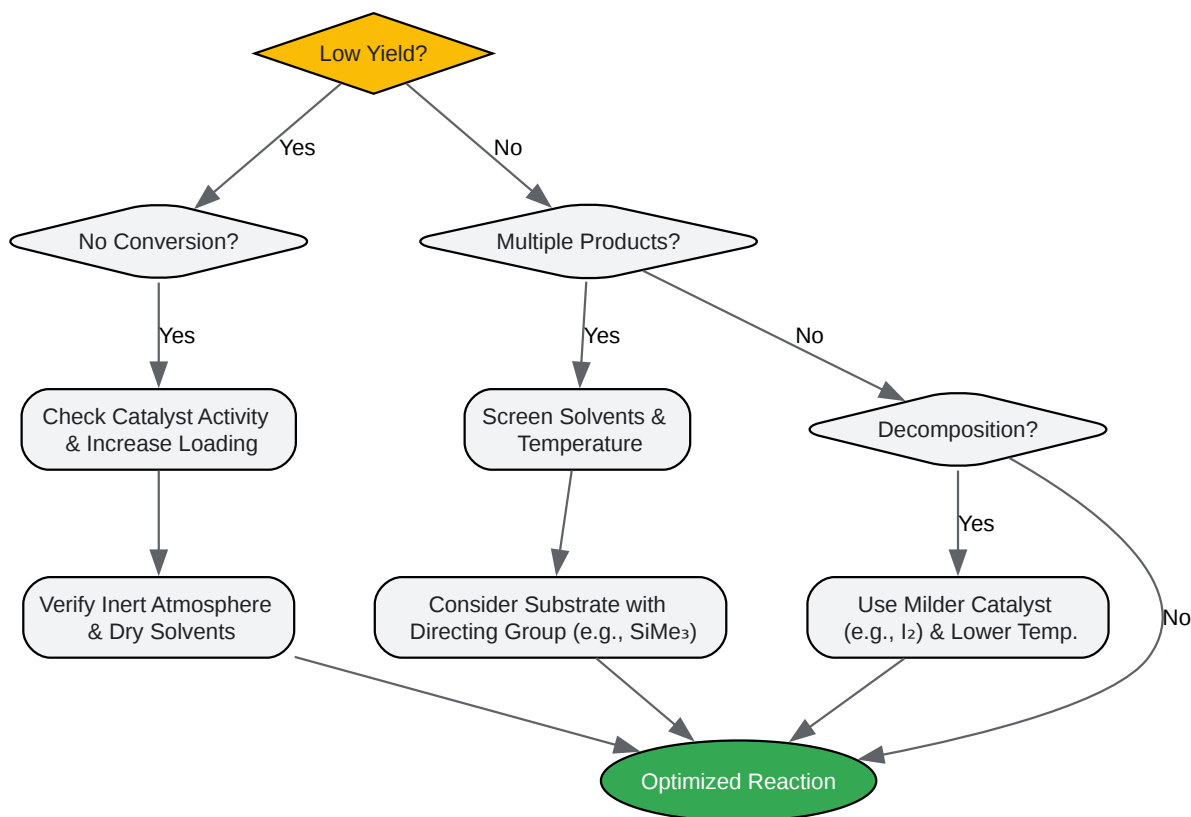 Low Yield?
Yes
No
No Conversion?
Multiple Products?
Yes
Yes
No
Check Catalyst Activity
& Increase Loading
Screen Solvents &
Temperature
Decomposition?
Yes
Verify Inert Atmosphere
& Dry Solvents
Consider Substrate with
Directing Group (e.g., SiMe₃)
Use Milder Catalyst
(e.g., I₂) & Lower Temp.
No
Optimized Reaction